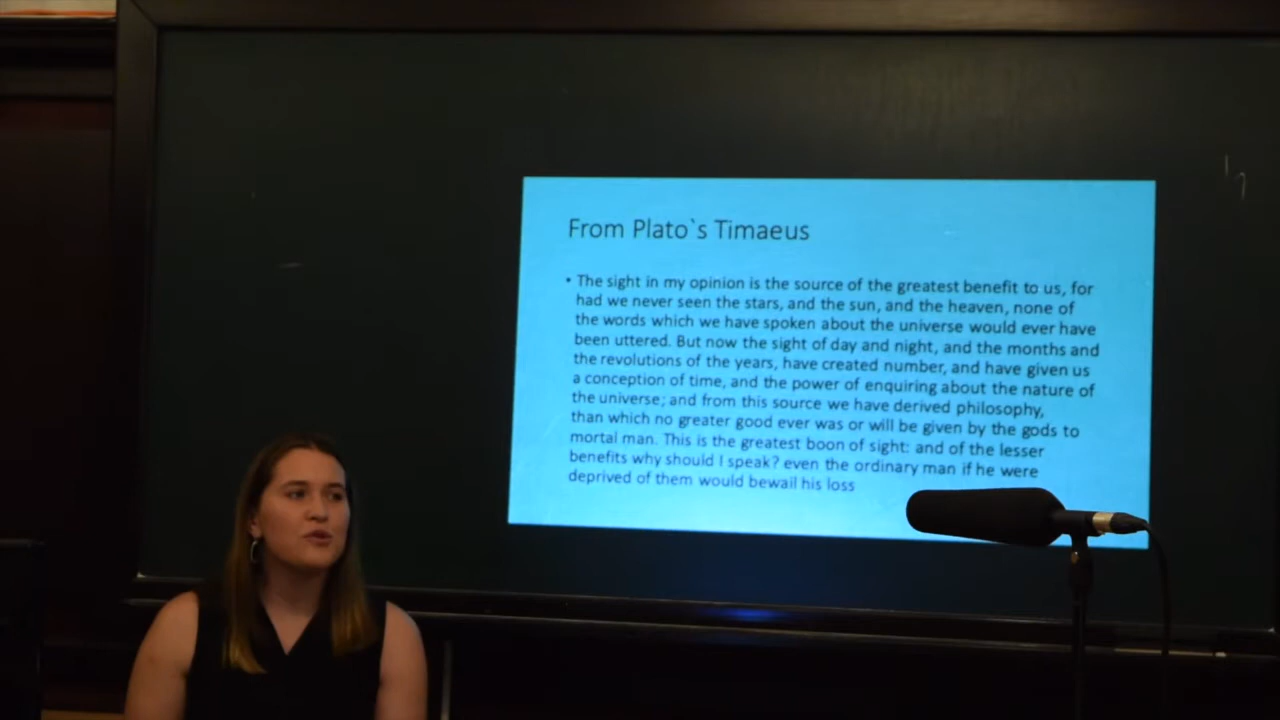 From Plato`s Timaeus
• The sight in my opinion is the source of the greatest benefit to us, for
had we never seen the stars, and the sun, and the heaven, none of
the words which we have spoken about the universe would ever have
been uttered. But now the sight of day and night, and the months and
the revolutions of the years, have created number, and have given us
a conception of time, and the power of enquiring about the nature of
the universe; and from this source we have derived philosophy,
than which no greater good ever was or will be given by the gods to
mortal man. This is the greatest boon of sight: and of the lesser
benefits why should I speak? even the ordinary man if he were
deprived of them would bewail his loss